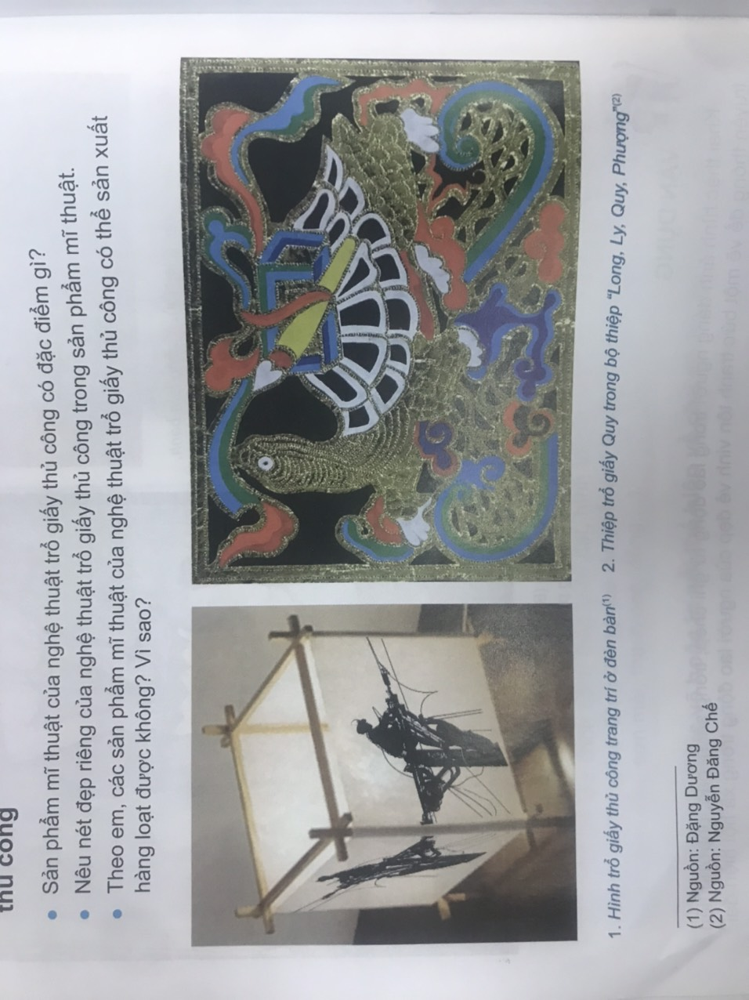 thủ công
• Sản phẩm mĩ thuật của nghệ thuật trổ giấy thủ công có đặc điểm gì?
• Nêu nét đẹp riêng của nghệ thuật trổ giấy thủ công trong sản phẩm mĩ thuật.
• Theo em, các sản phẩm mĩ thuật của nghệ thuật trổ giấy thủ công có thể sản xuất
hàng loạt được không? Vì sao?
1. Hình trổ giấy thủ công trang trí ở đèn bàn(1)
2. Thiệp trổ giấy Quy trong bộ thiệp "Long, Ly, Quy, Phượng"(2)
(1) Nguồn: Đặng Dương
(2) Nguồn: Nguyễn Đăng Chế